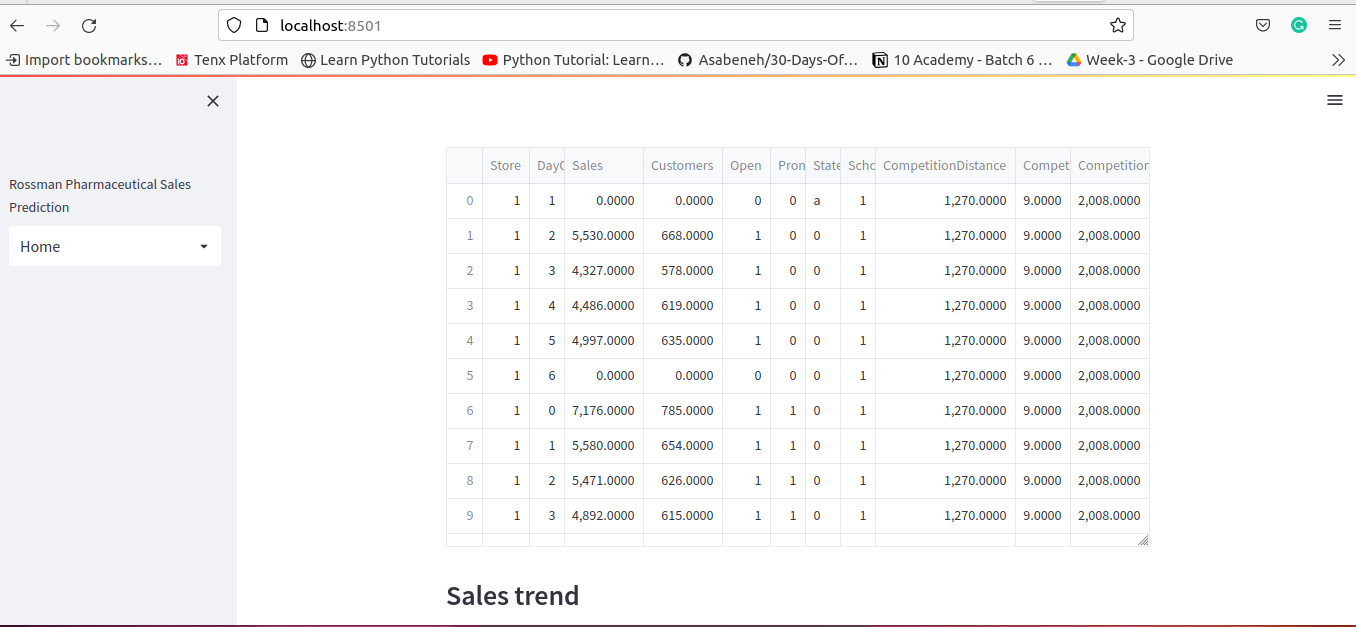 localhost:8501
Import bookmarks... Tenx Platform Learn Python Tutorials Python Tutorial: Learn... Asabeneh/30-Days-Of... 10 Academy - Batch 6 ... Week-3 - Google Drive
Rossman Pharmaceutical Sales
Prediction
Home
Store DayO Sales Customers Open Prom State Scho CompetitionDistance Compet Competition
0 1 1 0.0000 0.0000 0 0 a 1 1,270.0000 9.0000 2,008.0000
1 1 2 5,530.0000 668.0000 1 0 0 1 1,270.0000 9.0000 2,008.0000
2 1 3 4,327.0000 578.0000 1 0 0 1 1,270.0000 9.0000 2,008.0000
3 1 4 4,486.0000 619.0000 1 0 0 1 1,270.0000 9.0000 2,008.0000
4 1 5 4,997.0000 635.0000 1 0 0 1 1,270.0000 9.0000 2,008.0000
5 1 6 0.0000 0.0000 0 0 0 1 1,270.0000 9.0000 2,008.0000
6 1 0 7,176.0000 785.0000 1 1 0 1 1,270.0000 9.0000 2,008.0000
7 1 1 5,580.0000 654.0000 1 1 0 1 1,270.0000 9.0000 2,008.0000
8 1 2 5,471.0000 626.0000 1 1 0 1 1,270.0000 9.0000 2,008.0000
9 1 3 4,892.0000 615.0000 1 1 0 1 1,270.0000 9.0000 2,008.0000
Sales trend